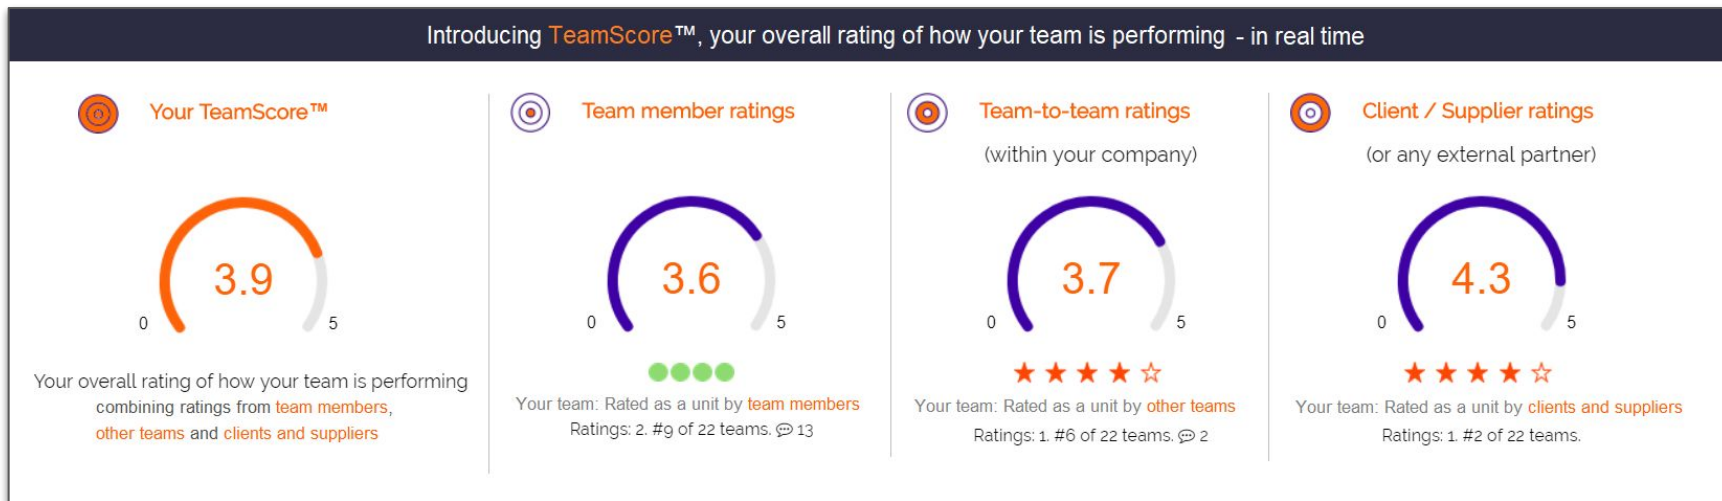 Introducing TeamScore™, your overall rating of how your team is performing - in real time
Your TeamScore™
3.9
0
5
Your overall rating of how your team is performing
combining ratings from team members,
other teams and clients and suppliers
Team member ratings
3.6
0
5
Your team: Rated as a unit by team members
Ratings: 2. #9 of 22 teams. 13
Team-to-team ratings
(within your company)
3.7
0
5
Your team: Rated as a unit by other teams
Ratings: 1. #6 of 22 teams. 2
Client / Supplier ratings
(or any external partner)
4.3
0
5
Your team: Rated as a unit by clients and suppliers
Ratings: 1. #2 of 22 teams.